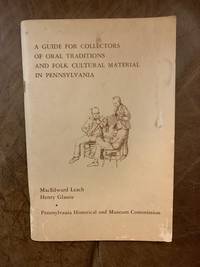 A GUIDE FOR COLLECTORS
OF ORAL TRADITIONS
AND FOLK CULTURAL MATERIAL
IN PENNSYLVANIA
MacEdward Leach
Henry Glassie
Pennsylvania Historical and Museum Commission